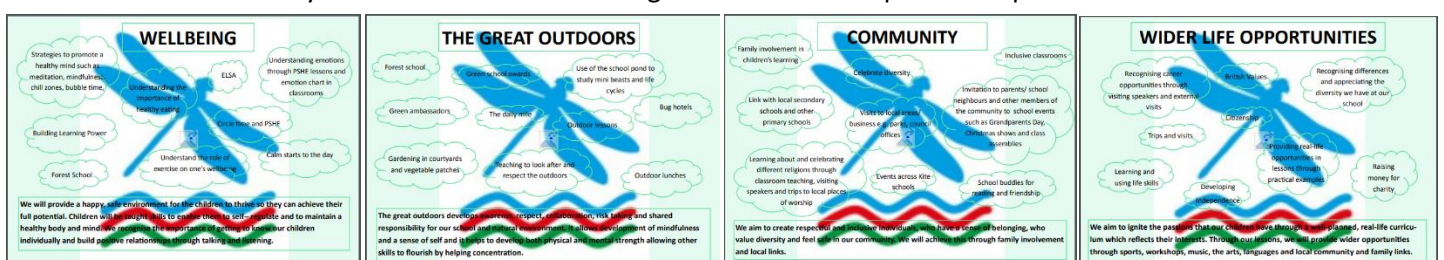 WELLBEING
Strategies to promote a
healthy mind such as
meditation, mindfulness,
chill zones, bubble time,
ELSA
Understanding emotions
through PSHE lessons and
emotion chart in
classrooms
Understanding the
importance of
healthy eating
Building Learning Power
Circle time and PSHE
Understand the role of
exercise on one's wellbeing
Calm starts to the day
Forest School
We will provide a happy, safe environment for the children to thrive so they can achieve their
full potential. Children will be taught skills to enable them to self– regulate and to maintain a
healthy body and mind. We recognise the importance of getting to know our children
individually and build positive relationships through talking and listening.
THE GREAT OUTDOORS
Forest school
Green school awards
Use of the school pond to
study mini beasts and life
cycles
Green ambassadors
The daily mile
Outdoor lessons
Bug hotels
Gardening in courtyards
and vegetable patches
Teaching to look after and
respect the outdoors
Outdoor lunches
The great outdoors develops awareness, respect, collaboration, risk taking and shared
responsibility for our school and natural environment. It allows development of mindfulness
and a sense of self and it helps to develop both physical and mental strength allowing other
skills to flourish by helping concentration.
COMMUNITY
Family involvement in
children's learning
Celebrate diversity
Inclusive classrooms
Link with local secondary
schools and other
primary schools
Visits to local areas/
business e.g. parks, council
offices
Invitation to parents/ school
neighbours and other members of
the community to school events
such as Grandparents Day,
Christmas shows and class
assemblies
Learning about and celebrating
different religions through
classroom teaching, visiting
speakers and trips to local places
of worship
Events across Kite
schools
School buddies for
reading and friendship
We aim to create respectful and inclusive individuals, who have a sense of belonging, who
value diversity and feel safe in our community. We will achieve this through family involvement
and local links.
WIDER LIFE OPPORTUNITIES
Recognising career
opportunities through
visiting speakers and external
visits
British Values
Recognising differences
and appreciating the
diversity we have at our
school
Citizenship
Trips and visits
Providing real-life
opportunities in
lessons through
practical examples
Learning and
using life skills
Developing
Independence
Raising
money for
charity
We aim to ignite the passions that our children have through a well-planned, real-life curricu-
lum which reflects their interests. Through our lessons, we will provide wider opportunities
through sports, workshops, music, the arts, languages and local community and family links.